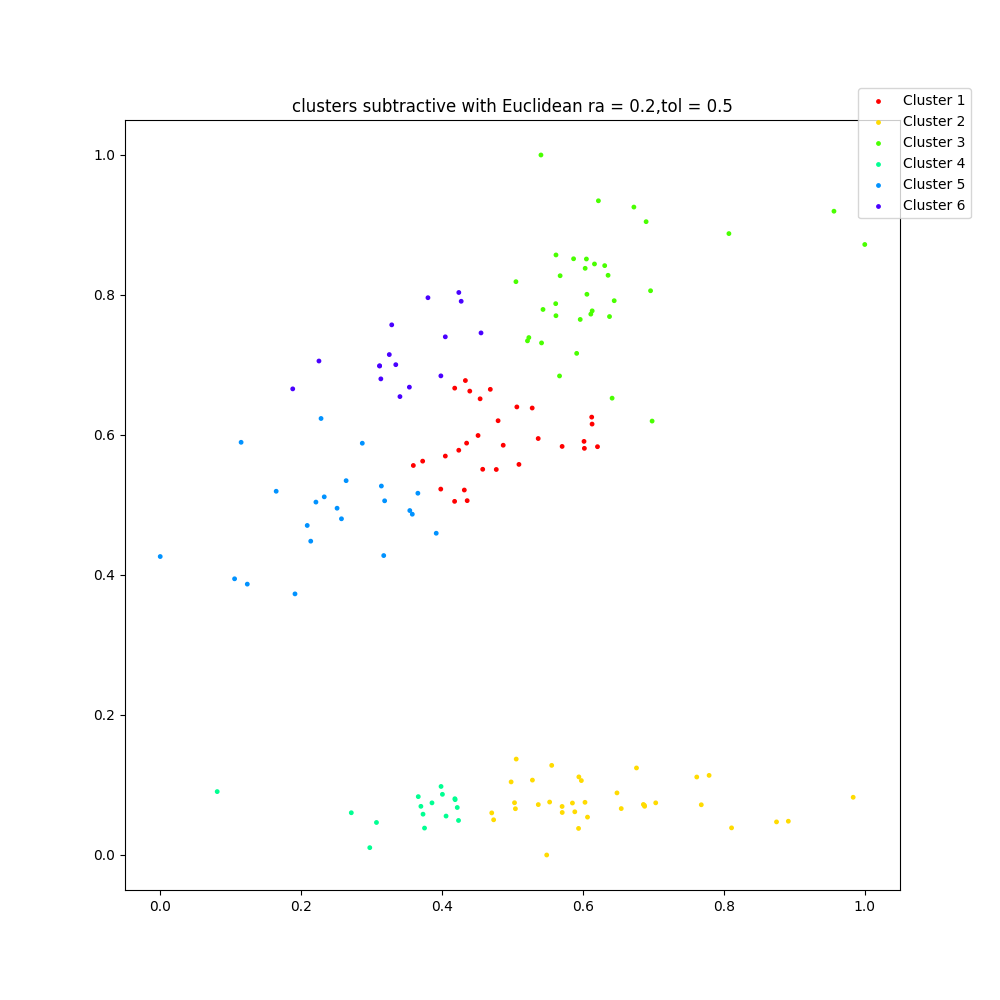 clusters subtractive with Euclidean ra = 0.2,tol = 0.5
Cluster 1
Cluster 2
Cluster 3
Cluster 4
Cluster 5
Cluster 6
1.0
0.8
0.6
0.4
0.2
0.0
0.0 0.2 0.4 0.6 0.8 1.0